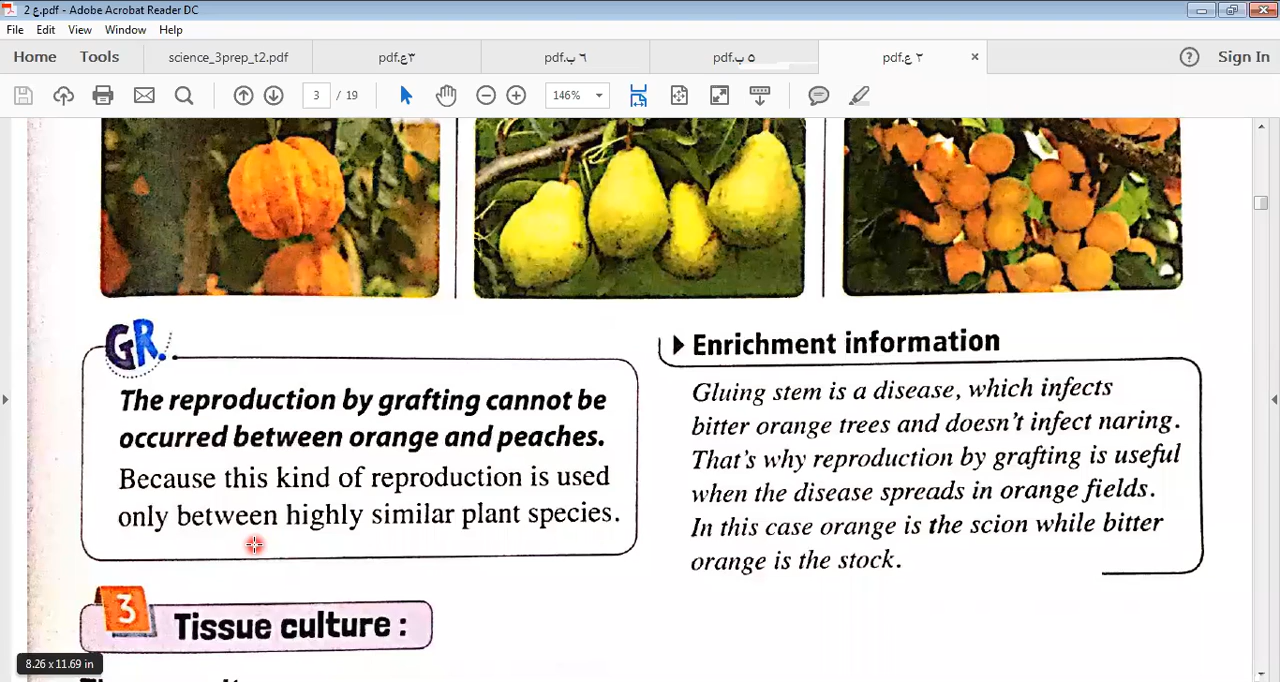 2 ع.pdf - Adobe Acrobat Reader DC
File Edit View Window Help
Home Tools science_3prep_t2.pdf ٣ع.pdf ٦ ب.pdf ٥ ب.pdf ٢ ع.pdf Sign In
3 / 19 146%
GR.
The reproduction by grafting cannot be
occurred between orange and peaches.
Because this kind of reproduction is used
only between highly similar plant species.
Enrichment information
Gluing stem is a disease, which infects
bitter orange trees and doesn't infect naring.
That's why reproduction by grafting is useful
when the disease spreads in orange fields.
In this case orange is the scion while bitter
orange is the stock.
3 Tissue culture :
8.26 x 11.69 in